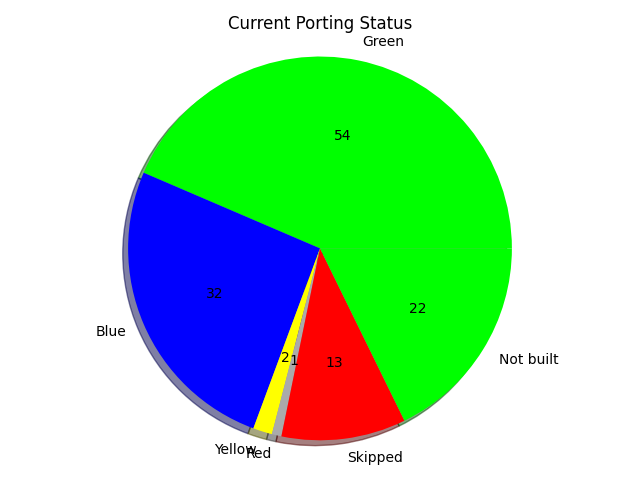 Current Porting Status
Green
54
32
22
Blue
2
1
13
Not built
Yellow
Red
Skipped